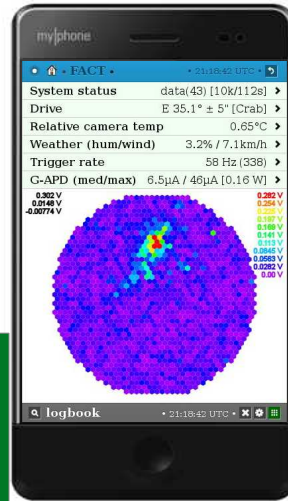 my|phone
FACT • 21:18:42 UTC •
System status data(43) [10k/112s] >
Drive E 35.1° ± 5" [Crab] >
Relative camera temp 0.65°C >
Weather (hum/wind) 3.2% / 7.1km/h >
Trigger rate 58 Hz (338) >
G-APD (med/max) 6.5µA / 46µA [0.16 W] >
0.302 V 0.282 V
0.0148 V 0.254 V
-0.00774 V
0.169 V
0.141 V
0.113 V
0.0845 V
0.0563 V
0.0282 V
0.00 V
logbook • 21:18:42 UTC •